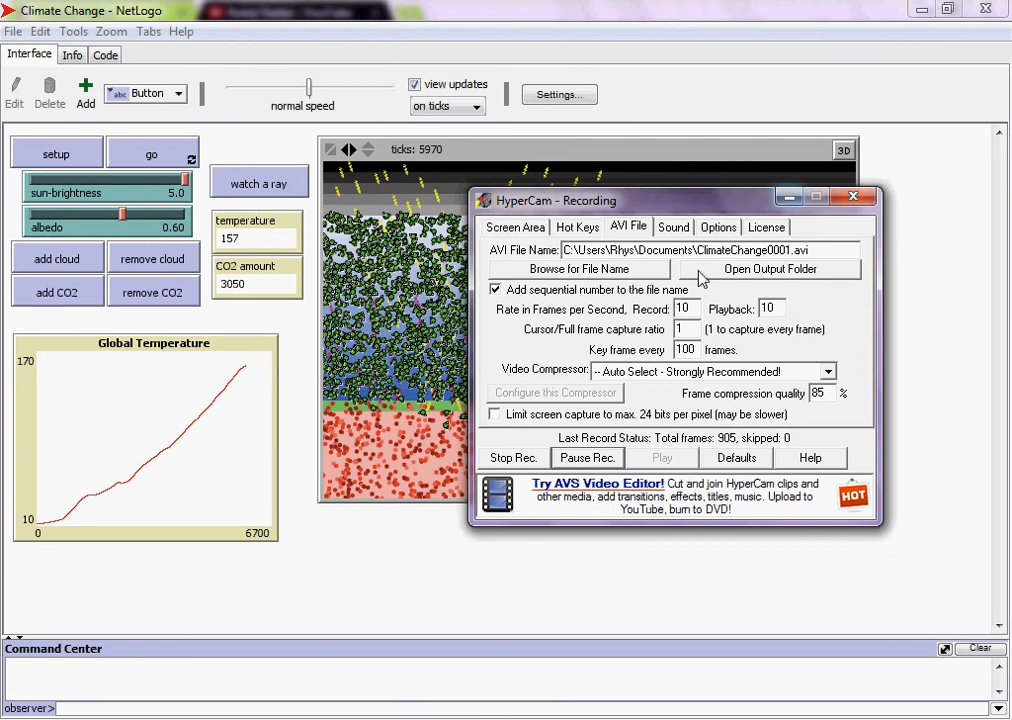 Climate Change - NetLogo
File Edit Tools Zoom Tabs Help
Interface Info Code
Edit Delete Add
abc Button
normal speed
view updates
on ticks
Settings...
setup go
sun-brightness 5.0
albedo 0.60
add cloud remove cloud
add CO2 remove CO2
watch a ray
temperature
157
CO2 amount
3050
ticks: 5970
3D
Global Temperature
170
10
0 6700
HyperCam - Recording
Screen Area Hot Keys AVI File Sound Options License
AVI File Name: C:\Users\Rhys\Documents\ClimateChange0001.avi
Browse for File Name Open Output Folder
Add sequential number to the file name
Rate in Frames per Second, Record: 10 Playback: 10
Cursor/Full frame capture ratio 1 (1 to capture every frame)
Key frame every 100 frames.
Video Compressor: -- Auto Select - Strongly Recommended!
Configure this Compressor Frame compression quality 85 %
Limit screen capture to max. 24 bits per pixel (may be slower)
Last Record Status: Total frames: 905, skipped: 0
Stop Rec. Pause Rec. Play Defaults Help
Try AVS Video Editor! Cut and join HyperCam clips and
other media, add transitions, effects, titles, music. Upload to
YouTube, burn to DVD!
HOT
Command Center
Clear
observer>